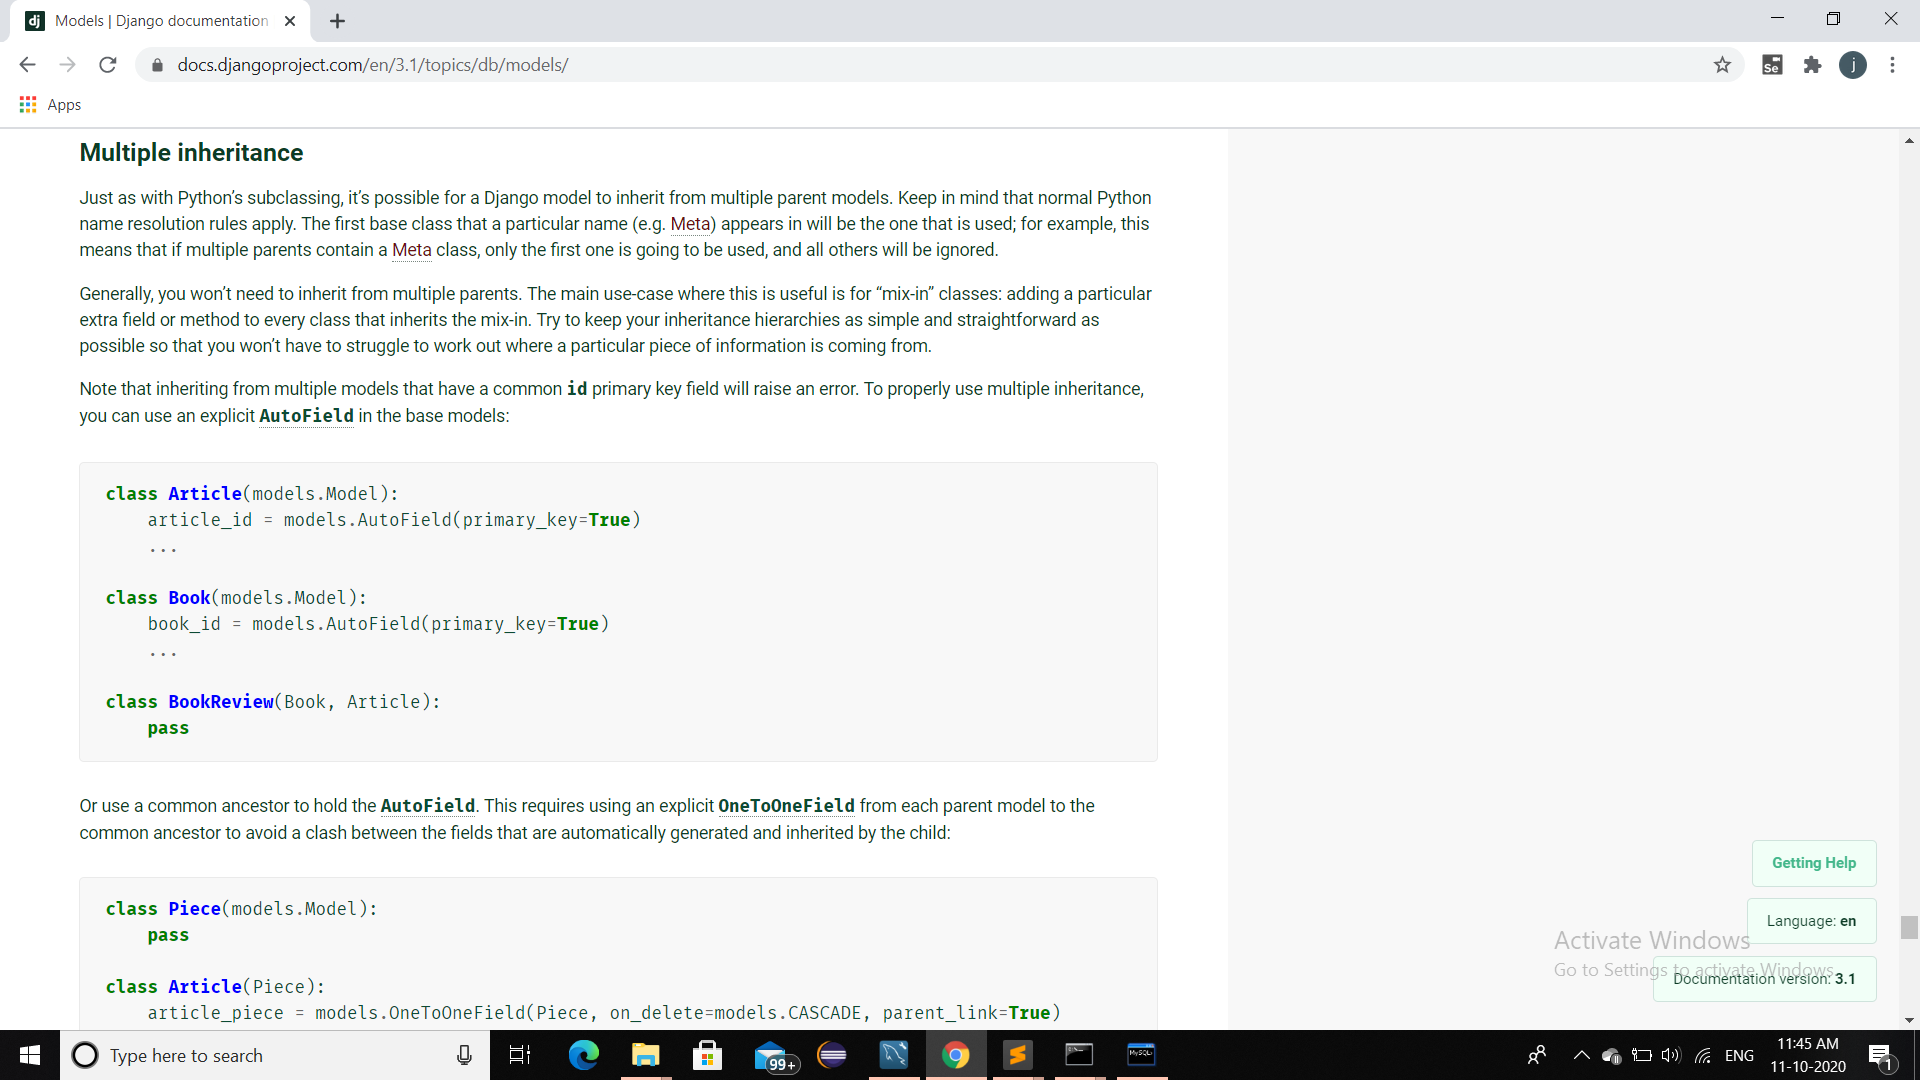 dj Models | Django documentation
docs.djangoproject.com/en/3.1/topics/db/models/
Se
j
Apps
Multiple inheritance
Just as with Python’s subclassing, it’s possible for a Django model to inherit from multiple parent models. Keep in mind that normal Python
name resolution rules apply. The first base class that a particular name (e.g. Meta) appears in will be the one that is used; for example, this
means that if multiple parents contain a Meta class, only the first one is going to be used, and all others will be ignored.
Generally, you won’t need to inherit from multiple parents. The main use-case where this is useful is for “mix-in” classes: adding a particular
extra field or method to every class that inherits the mix-in. Try to keep your inheritance hierarchies as simple and straightforward as
possible so that you won’t have to struggle to work out where a particular piece of information is coming from.
Note that inheriting from multiple models that have a common id primary key field will raise an error. To properly use multiple inheritance,
you can use an explicit AutoField in the base models:
class Article(models.Model):
    article_id = models.AutoField(primary_key=True)
    ...
class Book(models.Model):
    book_id = models.AutoField(primary_key=True)
    ...
class BookReview(Book, Article):
    pass
Or use a common ancestor to hold the AutoField. This requires using an explicit OneToOneField from each parent model to the
common ancestor to avoid a clash between the fields that are automatically generated and inherited by the child:
class Piece(models.Model):
    pass
class Article(Piece):
    article_piece = models.OneToOneField(Piece, on_delete=models.CASCADE, parent_link=True)
Getting Help
Language: en
Activate Windows
Go to Settings to activate Windows.
Documentation version: 3.1
Type here to search
99+
MySQL
ENG
11:45 AM
11-10-2020
1